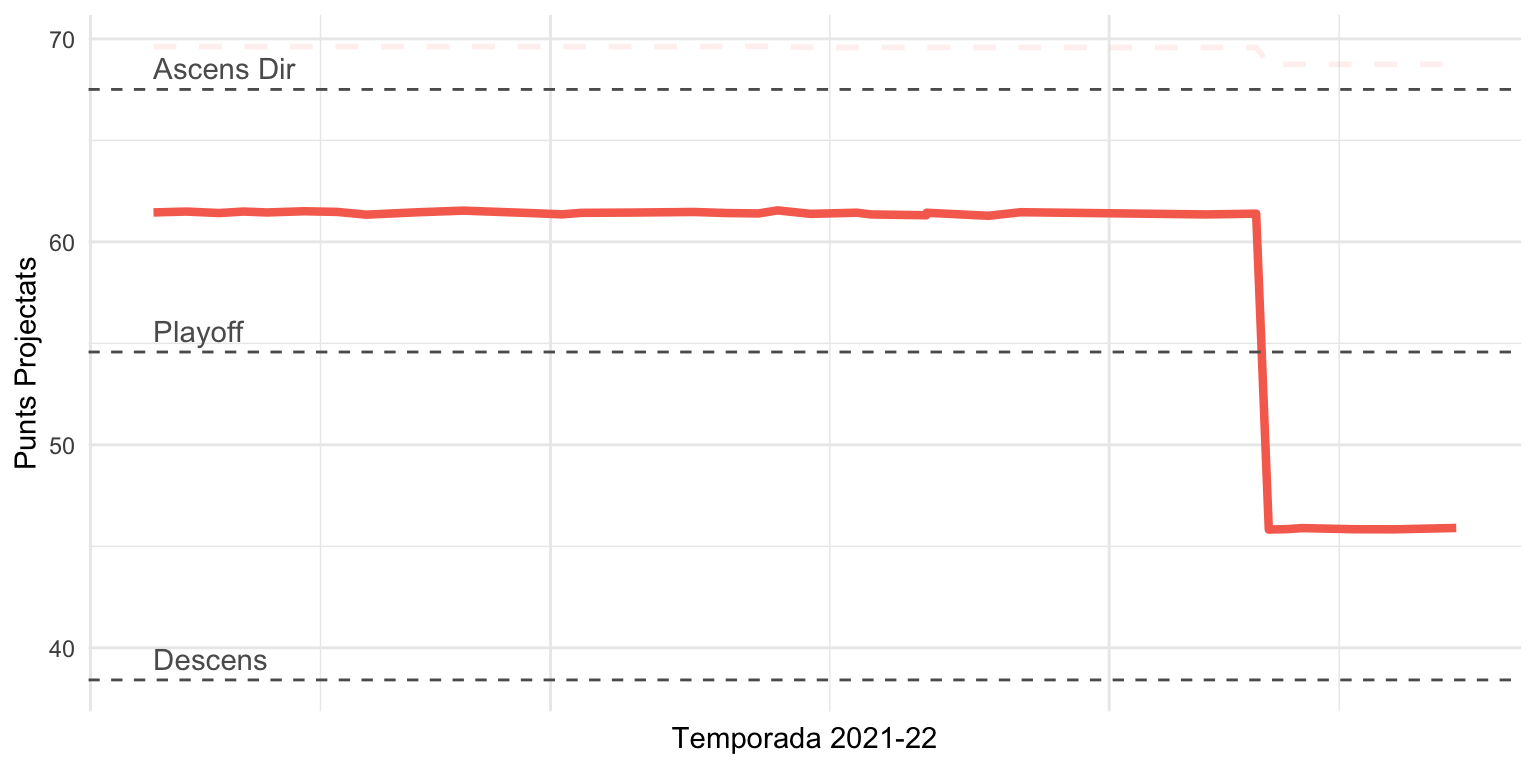 70
Ascens Dir
60
Playoff
50
40
Descens
Punts Projectats
Temporada 2021-22